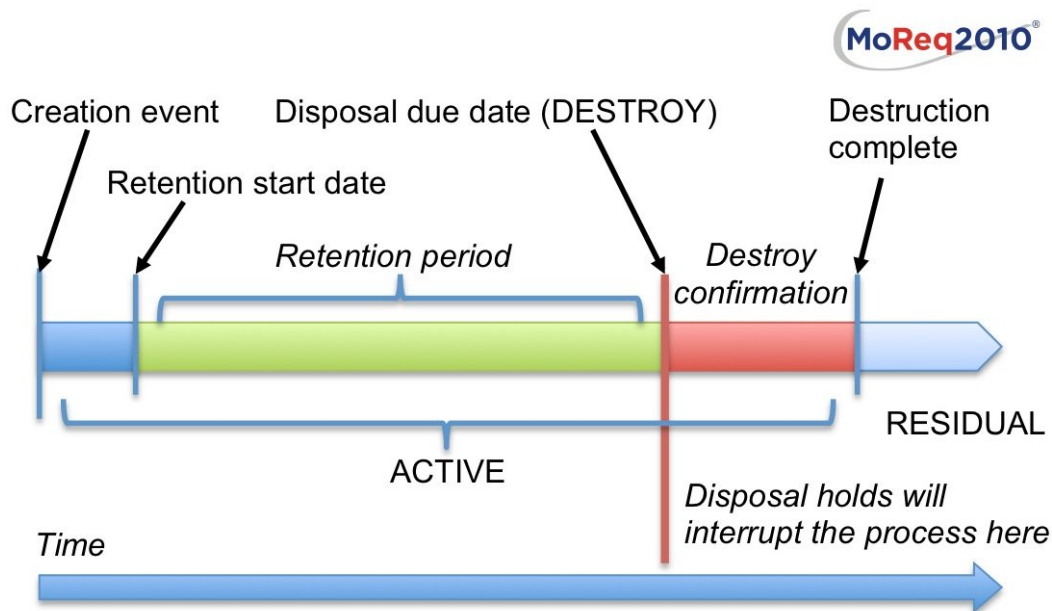 MoReq2010®
Creation event
Disposal due date (DESTROY)
Destruction
complete
Retention start date
Retention period
Destroy
confirmation
RESIDUAL
ACTIVE
Disposal holds will
interrupt the process here
Time